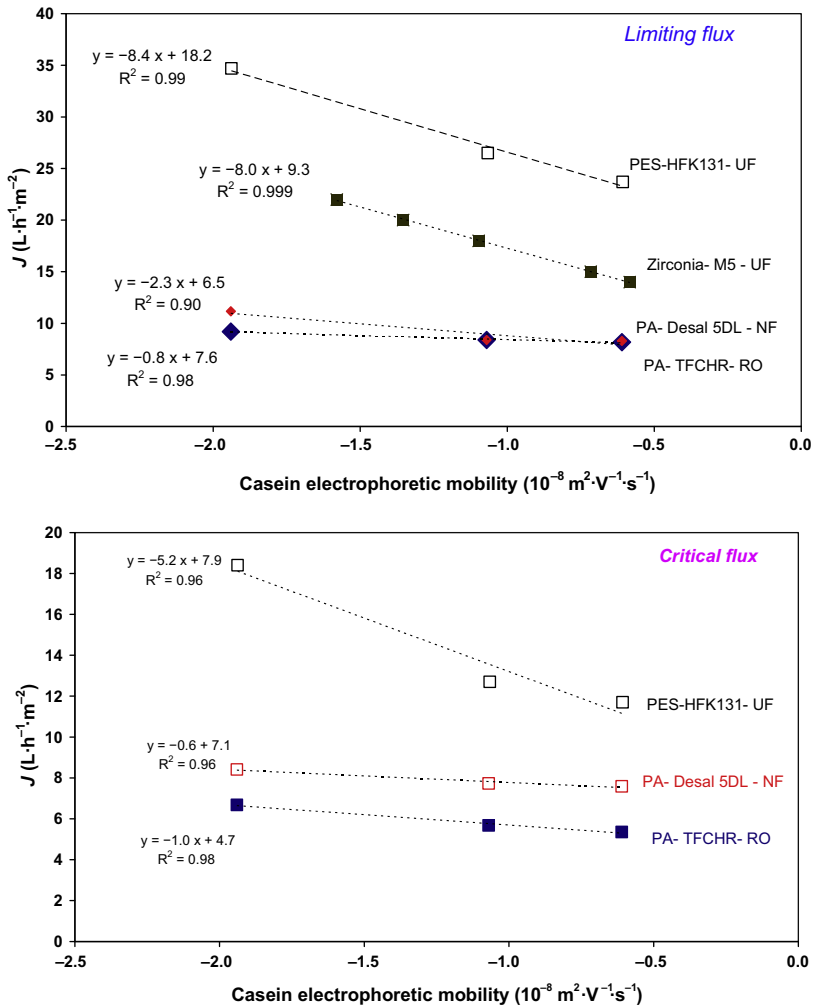 40
35
30
25
20
15
10
5
0
J (L·h⁻¹·m⁻²)
Limiting flux
y = −8.4 x + 18.2
R² = 0.99
PES-HFK131- UF
y = −8.0 x + 9.3
R² = 0.999
Zirconia- M5 - UF
y = −2.3 x + 6.5
R² = 0.90
PA- Desal 5DL - NF
y = −0.8 x + 7.6
R² = 0.98
PA- TFCHR- RO
−2.5 −2.0 −1.5 −1.0 −0.5 0.0
Casein electrophoretic mobility (10⁻⁸ m²·V⁻¹·s⁻¹)
20
18
16
14
12
10
8
6
4
2
0
J (L·h⁻¹·m⁻²)
Critical flux
y = −5.2 x + 7.9
R² = 0.96
PES-HFK131- UF
y = −0.6 + 7.1
R² = 0.96
PA- Desal 5DL - NF
y = −1.0 x + 4.7
R² = 0.98
PA- TFCHR- RO
−2.5 −2.0 −1.5 −1.0 −0.5 0.0
Casein electrophoretic mobility (10⁻⁸ m²·V⁻¹·s⁻¹)